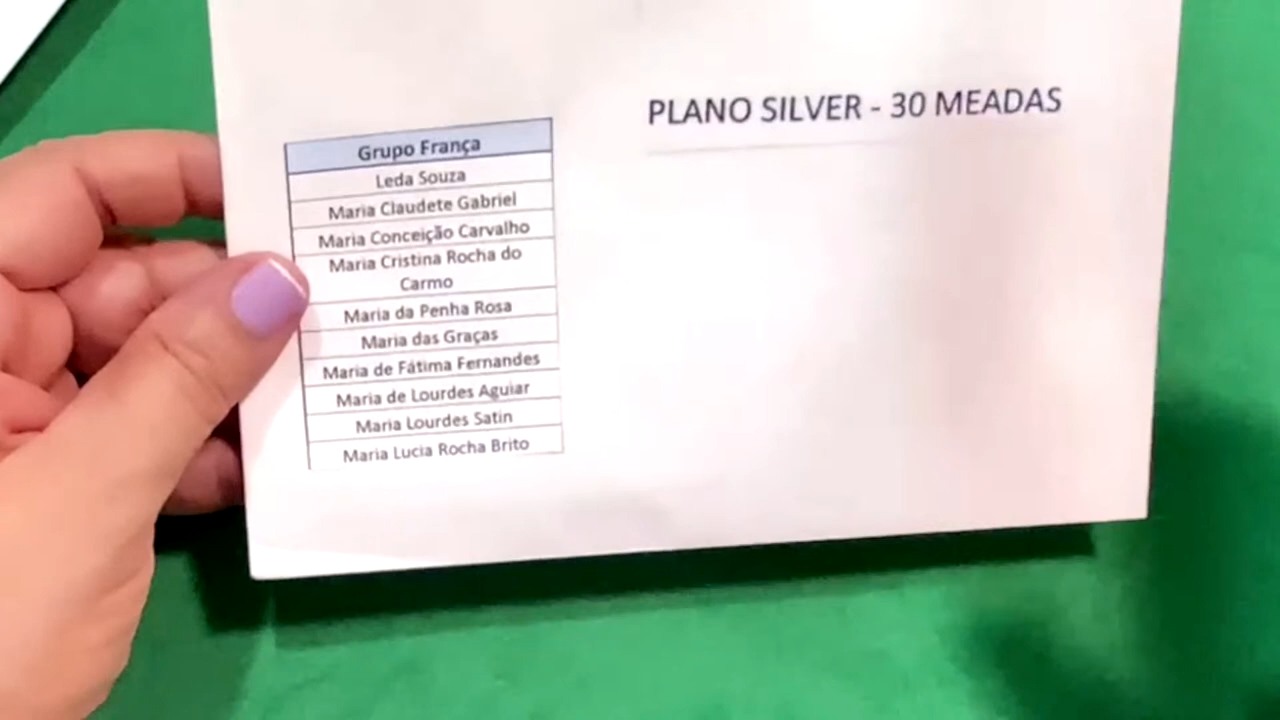 PLANO SILVER - 30 MEADAS
Grupo França
Leda Souza
Maria Claudete Gabriel
Maria Conceição Carvalho
Maria Cristina Rocha do
Carmo
Maria da Penha Rosa
Maria das Graças
Maria de Fátima Fernandes
Maria de Lourdes Aguiar
Maria Lourdes Satin
Maria Lucia Rocha Brito